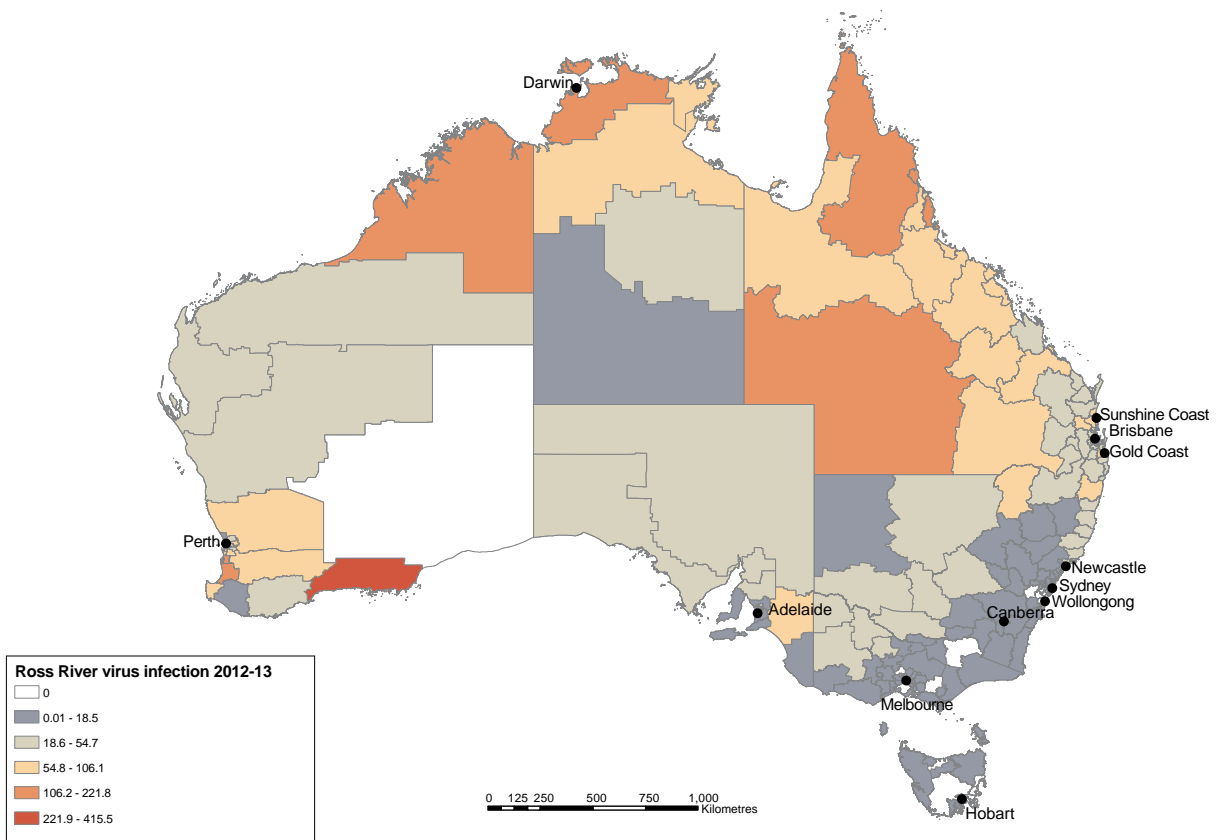 Darwin
Sunshine Coast
Brisbane
Gold Coast
Perth
Newcastle
Sydney
Wollongong
Adelaide
Canberra
Melbourne
Hobart
Ross River virus infection 2012-13
0
0.01 - 18.5
18.6 - 54.7
54.8 - 106.1
106.2 - 221.8
221.9 - 415.5
0 125 250 500 750 1,000
Kilometres